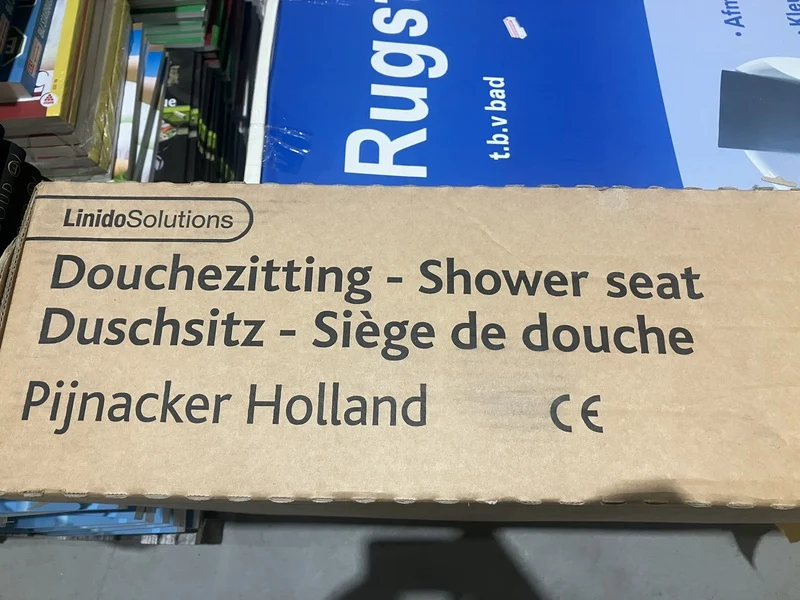 Rugs
t.b.v bad
LinidoSolutions
Douchezitting - Shower seat
Duschsitz - Siège de douche
Pijnacker Holland
CE